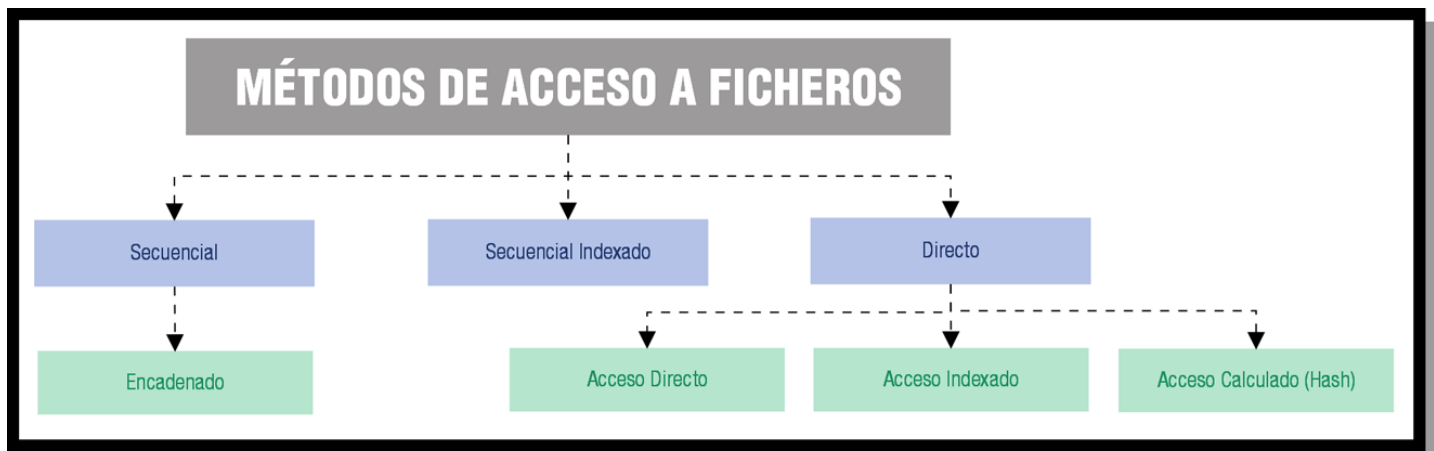 MÉTODOS DE ACCESO A FICHEROS
Secuencial
Secuencial Indexado
Directo
Encadenado
Acceso Directo
Acceso Indexado
Acceso Calculado (Hash)